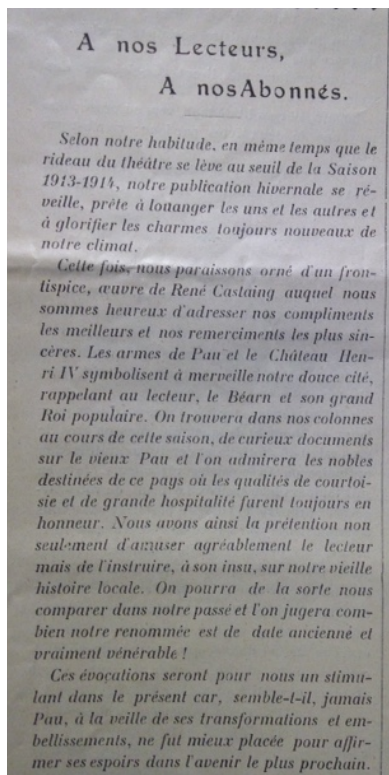 A nos Lecteurs,
A nos Abonnés.
Selon notre habitude, en même temps que le
rideau du théâtre se lève au seuil de la Saison
1913-1914, notre publication hivernale se ré-
veille, prête à louanger les uns et les autres et
à glorifier les charmes toujours nouveaux de
notre climat.
Cette fois, nous paraissons orné d'un fron-
tispice, œuvre de René Castaing auquel nous
sommes heureux d'adresser nos compliments
les meilleurs et nos remerciments les plus sin-
cères. Les armes de Pau et le Château Hen-
ri IV symbolisent à merveille notre douce cité,
rappelant au lecteur, le Béarn et son grand
Roi populaire. On trouvera dans nos colonnes
au cours de cette saison, de curieux documents
sur le vieux Pau et l'on admirera les nobles
destinées de ce pays où les qualités de courtoi-
sie et de grande hospitalité furent toujours en
honneur. Nous avons ainsi la prétention non
seulement d'amuser agréablement le lecteur
mais de l'instruire, à son insu, sur notre vieille
histoire locale. On pourra de la sorte nous
comparer dans notre passé et l'on jugera com-
bien notre renommée est de date ancienne et
vraiment vénérable !
Ces évocations seront pour nous un stimu-
lant dans le présent car, semble-t-il, jamais
Pau, à la veille de ses transformations et em-
bellissements, ne fut mieux placée pour affir-
mer ses espoirs dans l'avenir le plus prochain.